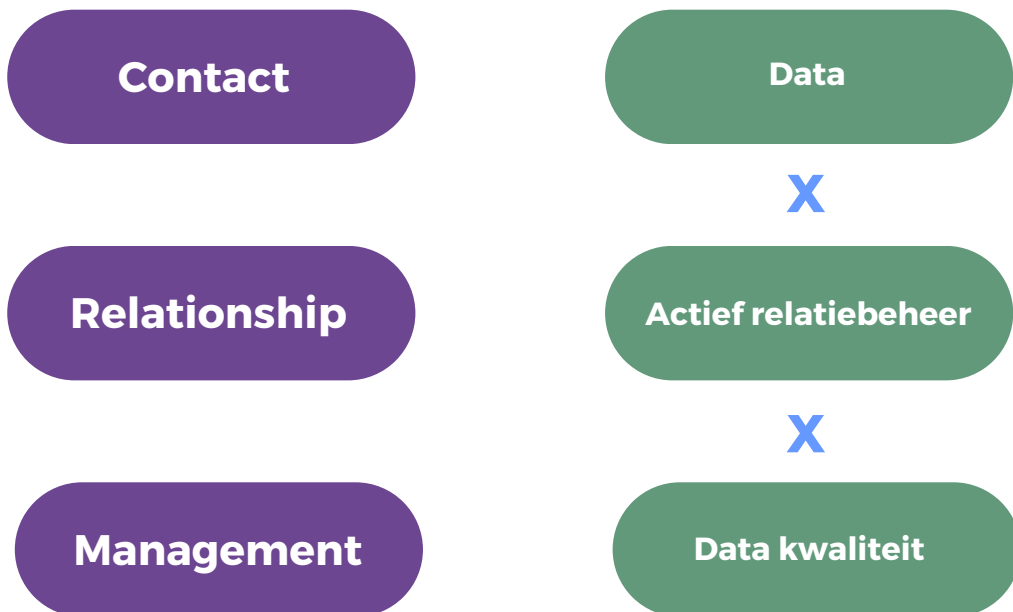 Contact
Data
X
Relationship
Actief relatiebeheer
X
Management
Data kwaliteit